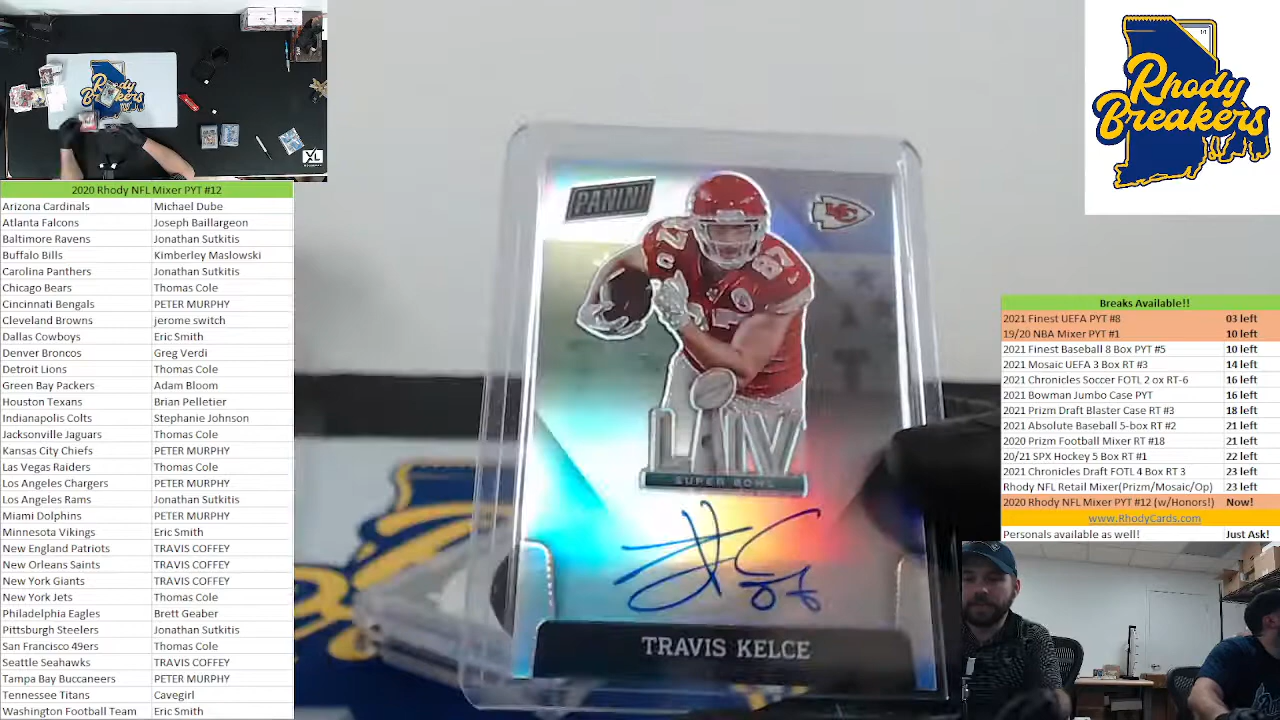 2020 Rhody NFL Mixer PYT #12
Arizona Cardinals Michael Dube
Atlanta Falcons Joseph Baillargeon
Baltimore Ravens Jonathan Sutkitis
Buffalo Bills Kimberley Maslowski
Carolina Panthers Jonathan Sutkitis
Chicago Bears Thomas Cole
Cincinnati Bengals PETER MURPHY
Cleveland Browns jerome switch
Dallas Cowboys Eric Smith
Denver Broncos Greg Verdi
Detroit Lions Thomas Cole
Green Bay Packers Adam Bloom
Houston Texans Brian Pelletier
Indianapolis Colts Stephanie Johnson
Jacksonville Jaguars Thomas Cole
Kansas City Chiefs PETER MURPHY
Las Vegas Raiders Thomas Cole
Los Angeles Chargers PETER MURPHY
Los Angeles Rams Jonathan Sutkitis
Miami Dolphins PETER MURPHY
Minnesota Vikings Eric Smith
New England Patriots TRAVIS COFFEY
New Orleans Saints TRAVIS COFFEY
New York Giants TRAVIS COFFEY
New York Jets Thomas Cole
Philadelphia Eagles Brett Geaber
Pittsburgh Steelers Jonathan Sutkitis
San Francisco 49ers Thomas Cole
Seattle Seahawks TRAVIS COFFEY
Tampa Bay Buccaneers PETER MURPHY
Tennessee Titans Cavegirl
Washington Football Team Eric Smith
Rhody
Breakers
XL
PANINI
KC
87
87
LIV
SUPER BOWL
TRAVIS KELCE
Rhody
Breakers
1/1
Breaks Available!!
2021 Finest UEFA PYT #8 03 left
19/20 NBA Mixer PYT #1 10 left
2021 Finest Baseball 8 Box PYT #5 10 left
2021 Mosaic UEFA 3 Box RT #3 14 left
2021 Chronicles Soccer FOTL 2 ox RT-6 16 left
2021 Bowman Jumbo Case PYT 16 left
2021 Prizm Draft Blaster Case RT #3 18 left
2021 Absolute Baseball 5-box RT #2 21 left
2020 Prizm Football Mixer RT #18 21 left
20/21 SPX Hockey 5 Box RT #1 22 left
2021 Chronicles Draft FOTL 4 Box RT 3 23 left
Rhody NFL Retail Mixer(Prizm/Mosaic/Op) 23 left
2020 Rhody NFL Mixer PYT #12 (w/Honors!) Now!
www.RhodyCards.com
Personals available as well! Just Ask!